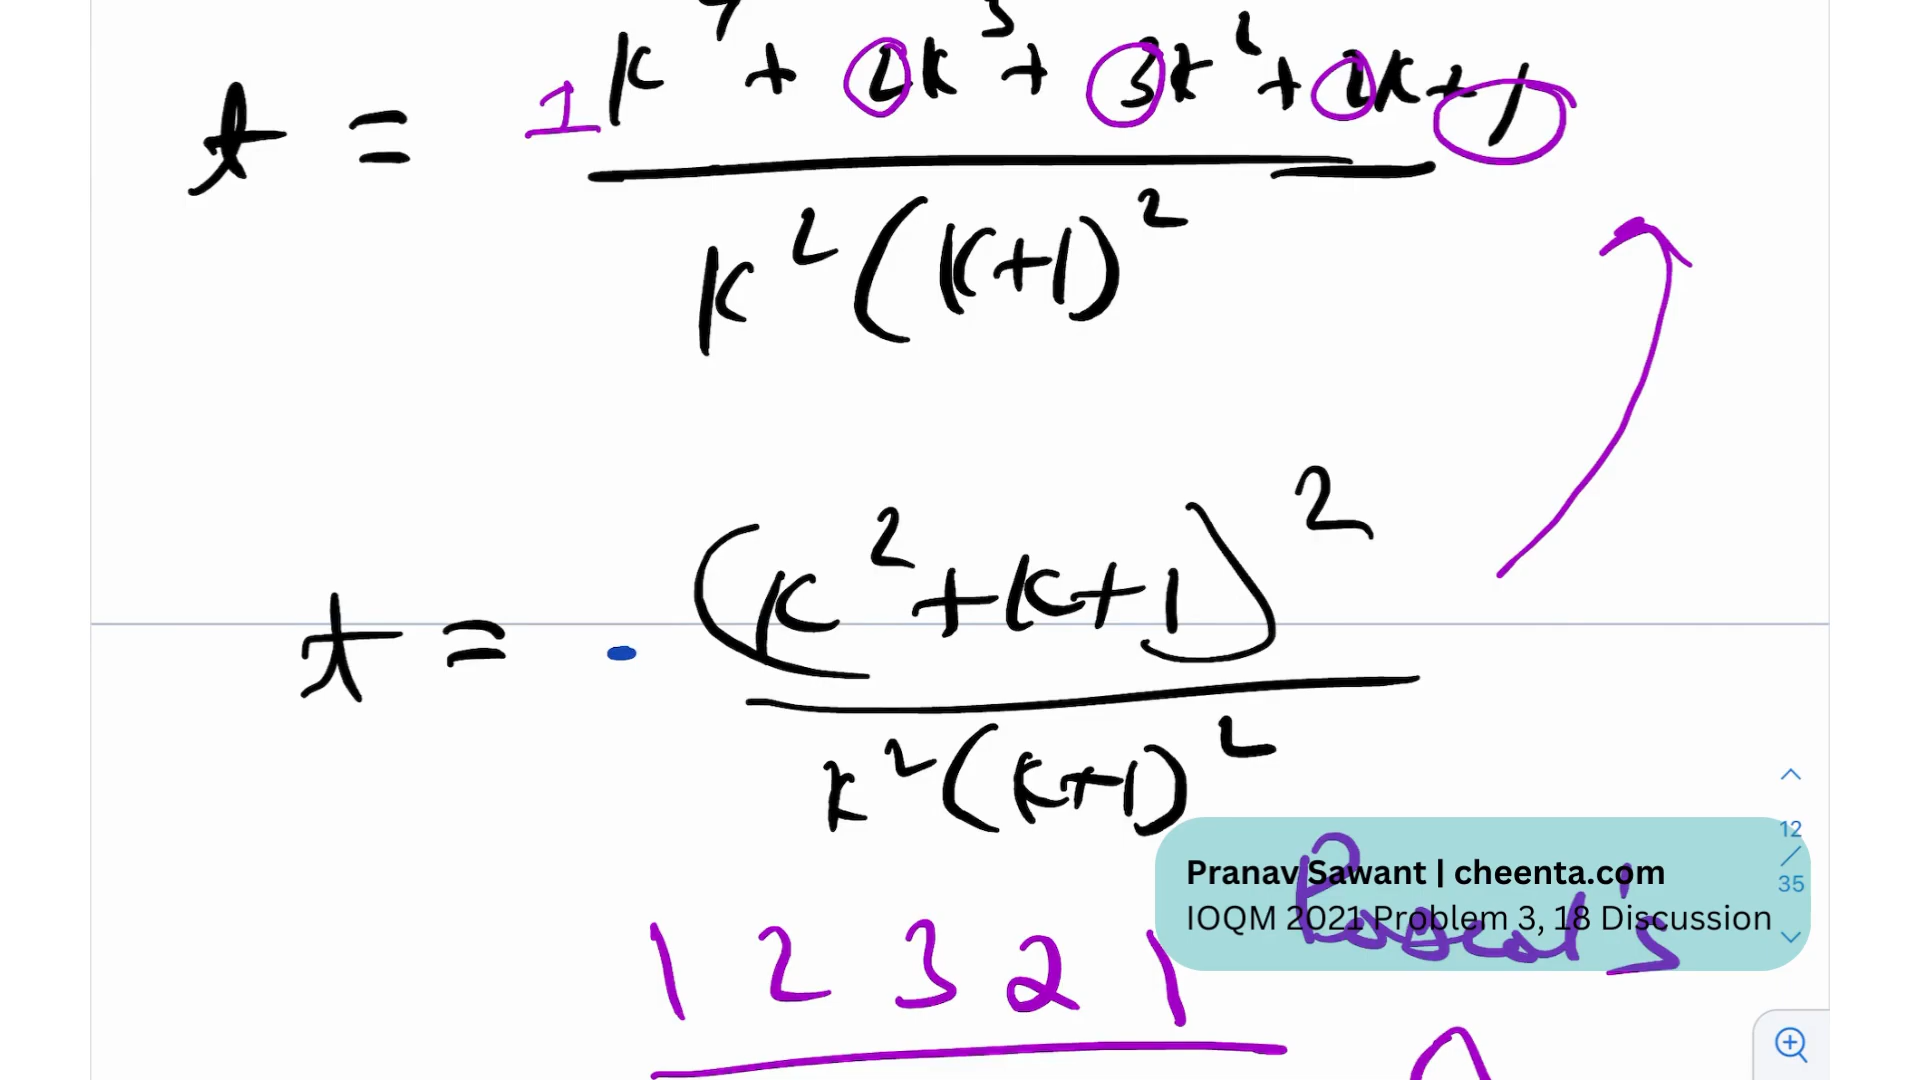 t = 1k⁴ + 2k³ + 3k² + 2k + 1
k²(k+1)²
t = (k²+k+1)²
k²(k+1)²
12
/
35
Pascal's
Pranav Sawant | cheenta.com
IOQM 2021 Problem 3, 18 Discussion
1 2 3 2 1